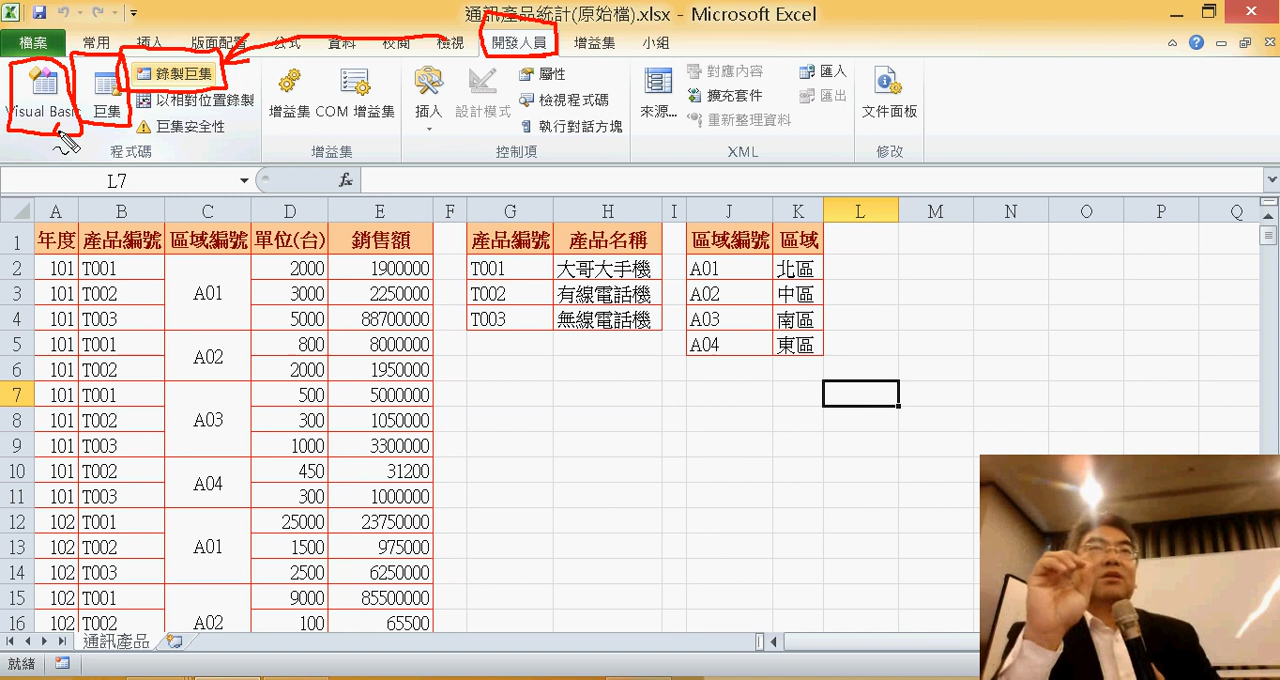 通訊產品統計(原始檔).xlsx - Microsoft Excel
檔案 常用 插入 版面配置 公式 資料 校閱 檢視 開發人員 增益集 小組
Visual Basic 巨集 錄製巨集 以相對位置錄製 巨集安全性 程式碼
增益集 COM 增益集 增益集
插入 設計模式 屬性 檢視程式碼 執行對話方塊 控制項
來源... 對應內容 擴充套件 重新整理資料 匯入 匯出 XML
文件面板 修改
L7 fx
A B C D E F G H I J K L M N O P Q
1 年度 產品編號 區域編號 單位(台) 銷售額 產品編號 產品名稱 區域編號 區域
2 101 T001 2000 1900000 T001 大哥大手機 A01 北區
3 101 T002 A01 3000 2250000 T002 有線電話機 A02 中區
4 101 T003 5000 88700000 T003 無線電話機 A03 南區
5 101 T001 A02 800 8000000 A04 東區
6 101 T002 2000 1950000
7 101 T001 500 5000000
8 101 T002 A03 300 1050000
9 101 T003 1000 3300000
10 101 T002 A04 450 31200
11 101 T003 300 1000000
12 102 T001 25000 23750000
13 102 T002 A01 1500 975000
14 102 T003 2500 6250000
15 102 T001 9000 85500000
16 102 T002 A02 100 65500
通訊產品
就緒